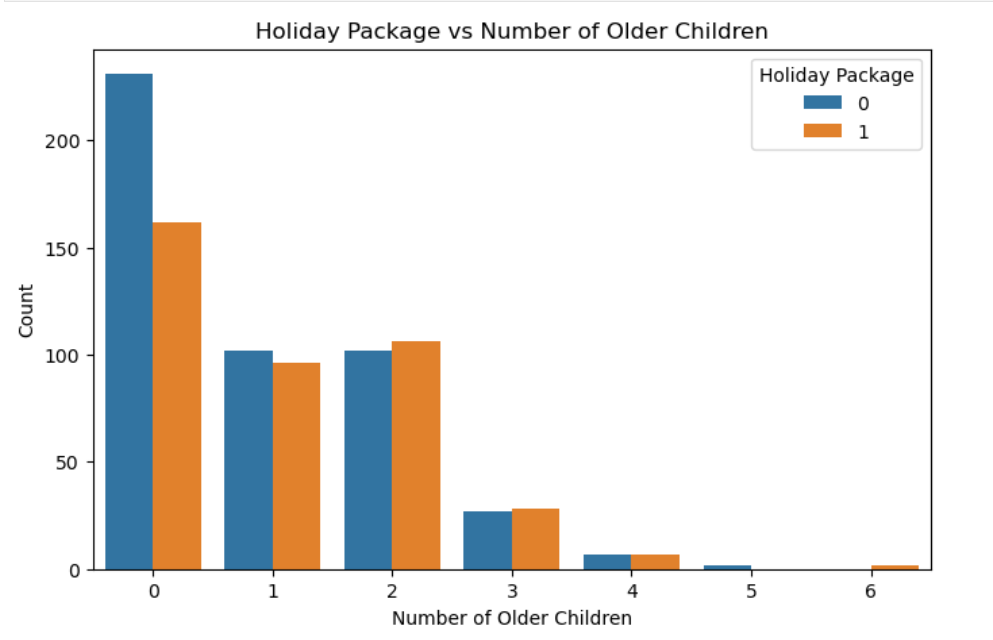 Holiday Package vs Number of Older Children
Holiday Package
0
1
200
150
100
50
0
Count
0 1 2 3 4 5 6
Number of Older Children